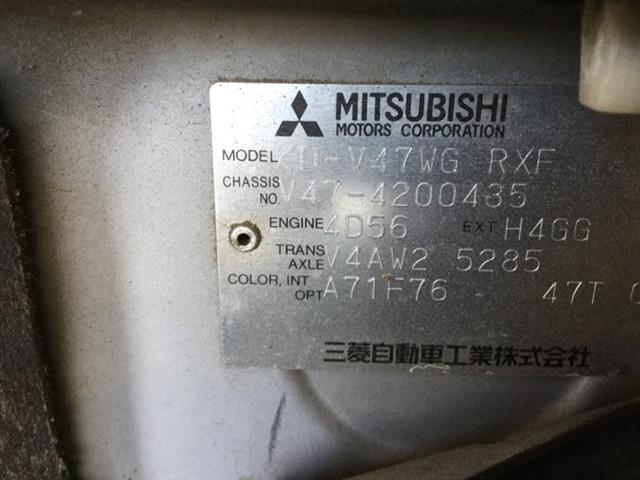 MITSUBISHI
MOTORS CORPORATION
MODEL KD-V47WG RXF
CHASSIS NO. V47-4200435
ENGINE 4D56 EXT H4GG
TRANS AXLE V4AW2 5285
COLOR, INT OPT A71F76 47T
三菱自動車工業株式会社